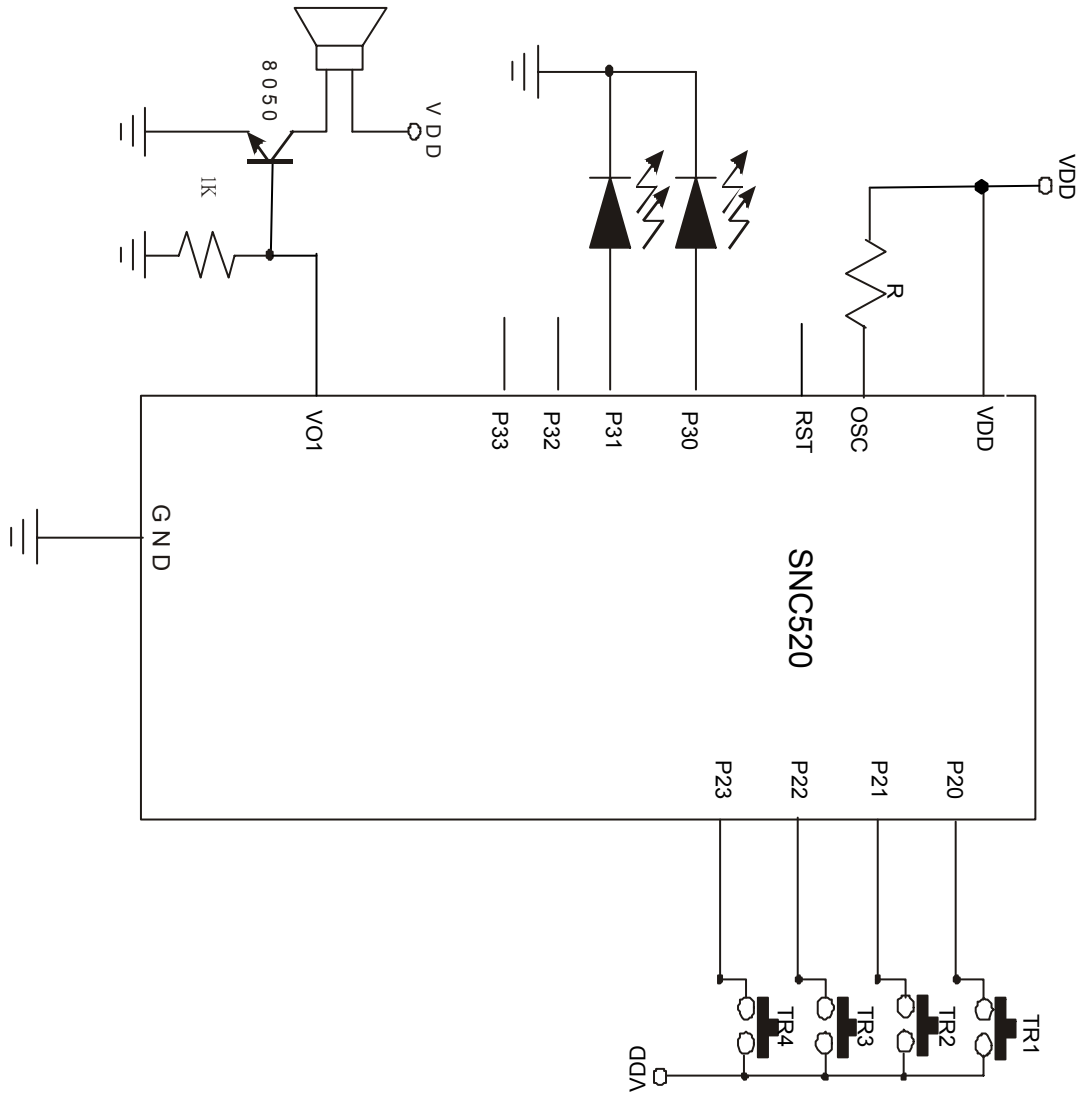 VDD
R
VDD
OSC
RST
P30
P31
P32
P33
VO1
VDD
8050
1K
GND
SNC520
P20
P21
P22
P23
TR1
TR2
TR3
TR4
VDD